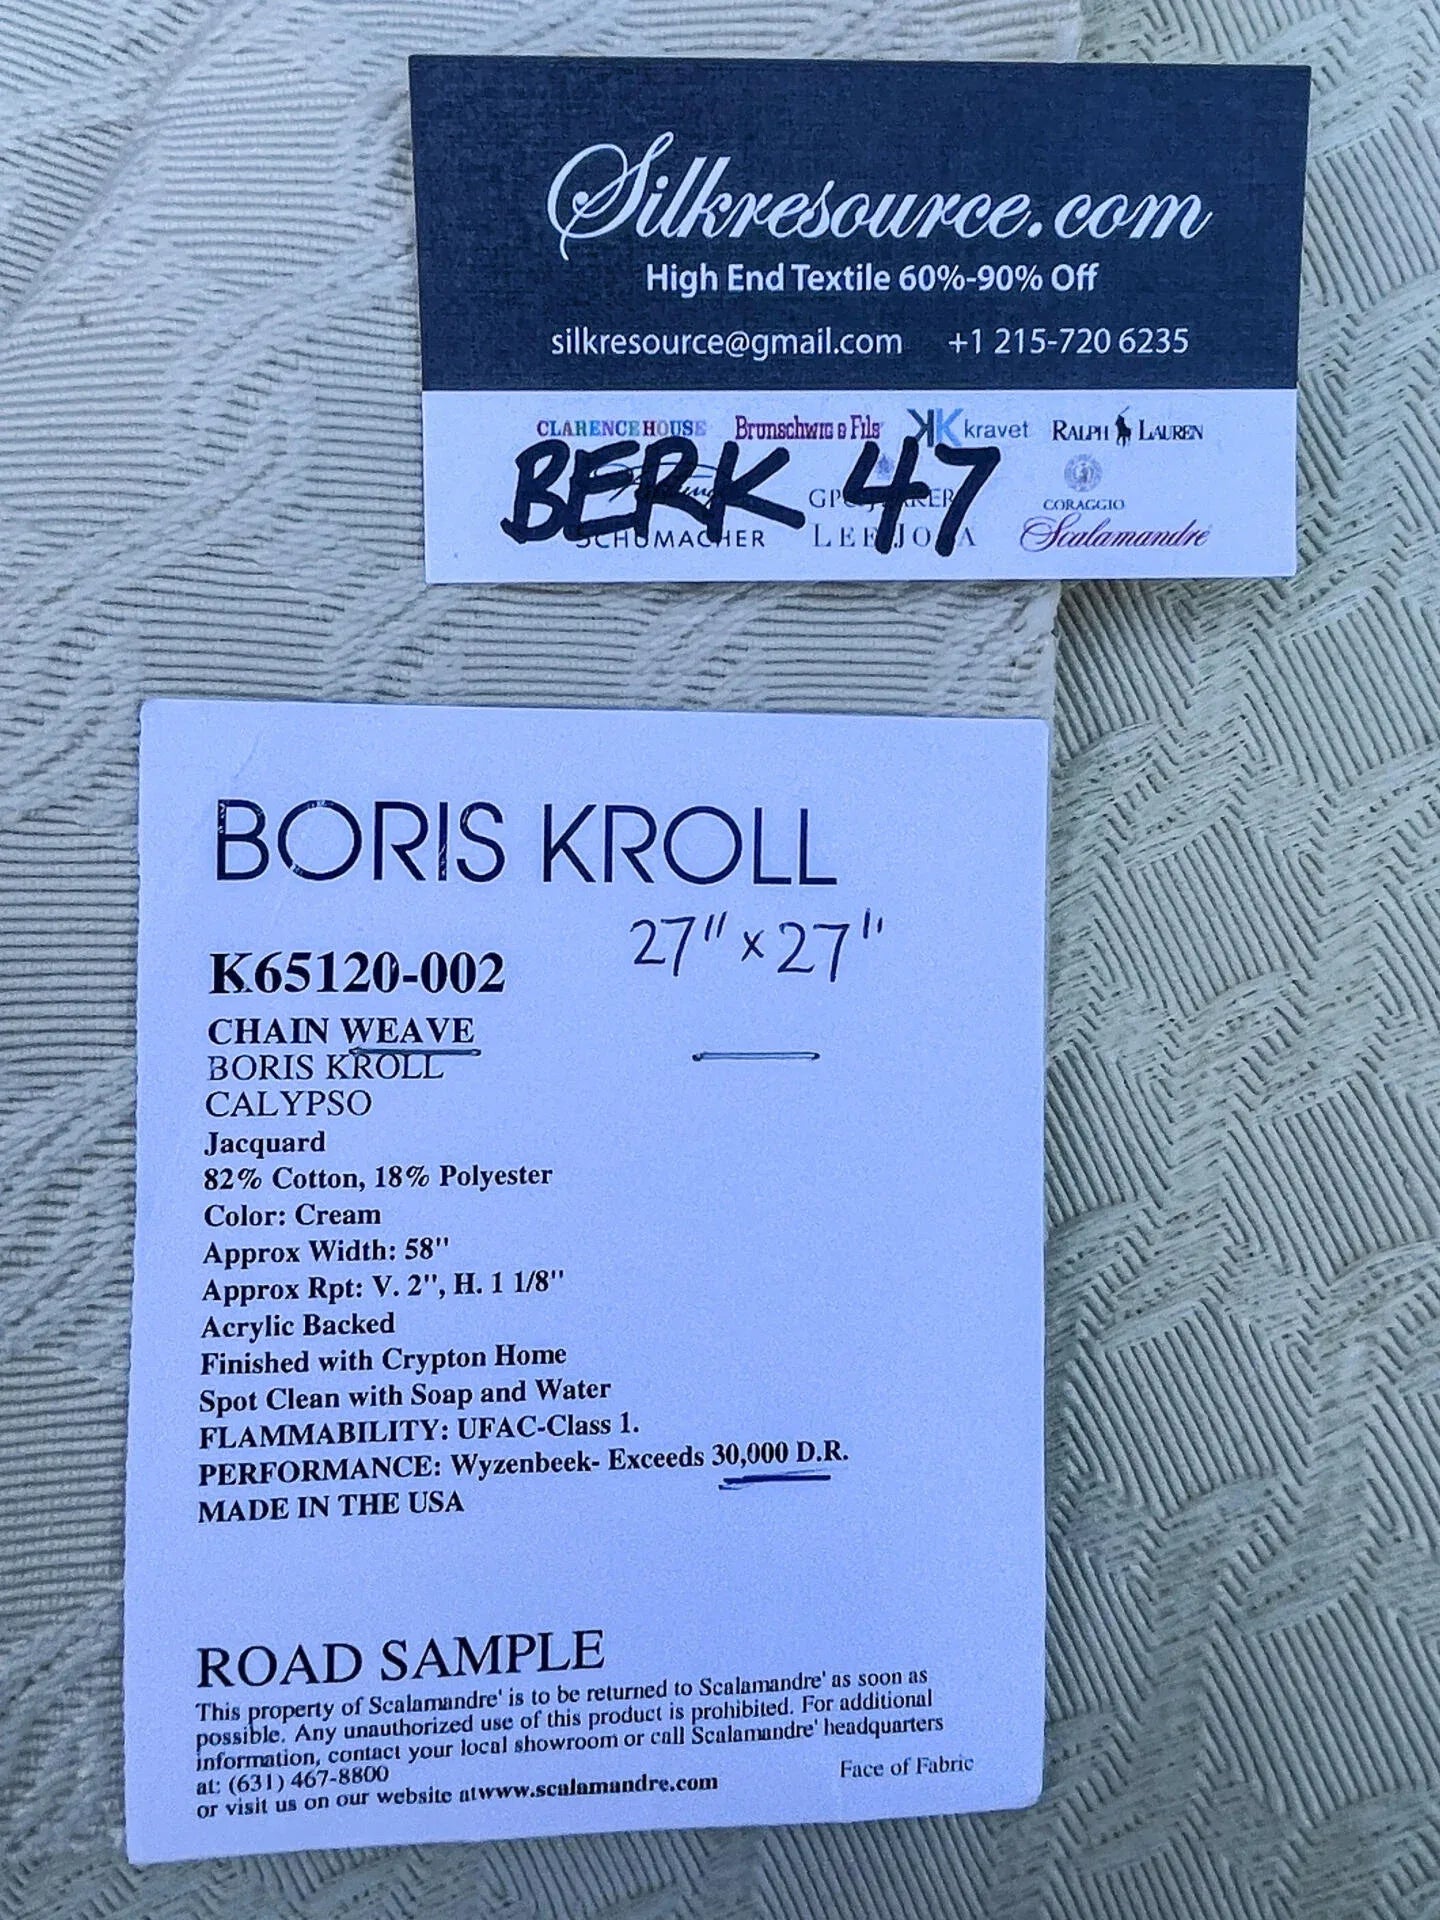 Silkresource.com
High End Textile 60%-90% Off
silkresource@gmail.com +1 215-720 6235
CLARENCE HOUSE Brunschwig & Fils kravet RALPH LAUREN
BERK 47
CORAGGIO
SCHUMACHER Scalamandré
BORIS KROLL
27" x 27"
K65120-002
CHAIN WEAVE
BORIS KROLL
CALYPSO
Jacquard
82% Cotton, 18% Polyester
Color: Cream
Approx Width: 58"
Approx Rpt: V. 2", H. 1 1/8"
Acrylic Backed
Finished with Crypton Home
Spot Clean with Soap and Water
FLAMMABILITY: UFAC-Class 1.
PERFORMANCE: Wyzenbeek- Exceeds 30,000 D.R.
MADE IN THE USA
ROAD SAMPLE
This property of Scalamandre' is to be returned to Scalamandre' as soon as
possible. Any unauthorized use of this product is prohibited. For additional
information, contact your local showroom or call Scalamandre' headquarters
at: (631) 467-8800
or visit us on our website atwww.scalamandre.com
Face of Fabric